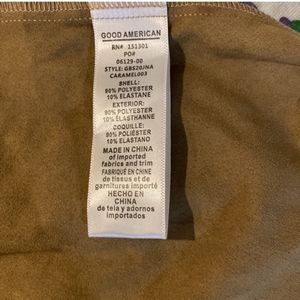 GOOD AMERICAN
RN# 151301
PO#
06129-00
STYLE: GBS20JNA
CARAMEL003
SHELL:
90% POLYESTER
10% ELASTANE
EXTERIOR:
90% POLYESTER
10% ELASTHANNE
COQUILLE:
90% POLIÉSTER
10% ELASTANO
MADE IN CHINA
of imported
fabrics and trim
FABRIQUÉ EN CHINE
de tissus et de
garnitures importé
HECHO EN
CHINA
de tela y adornos
importados